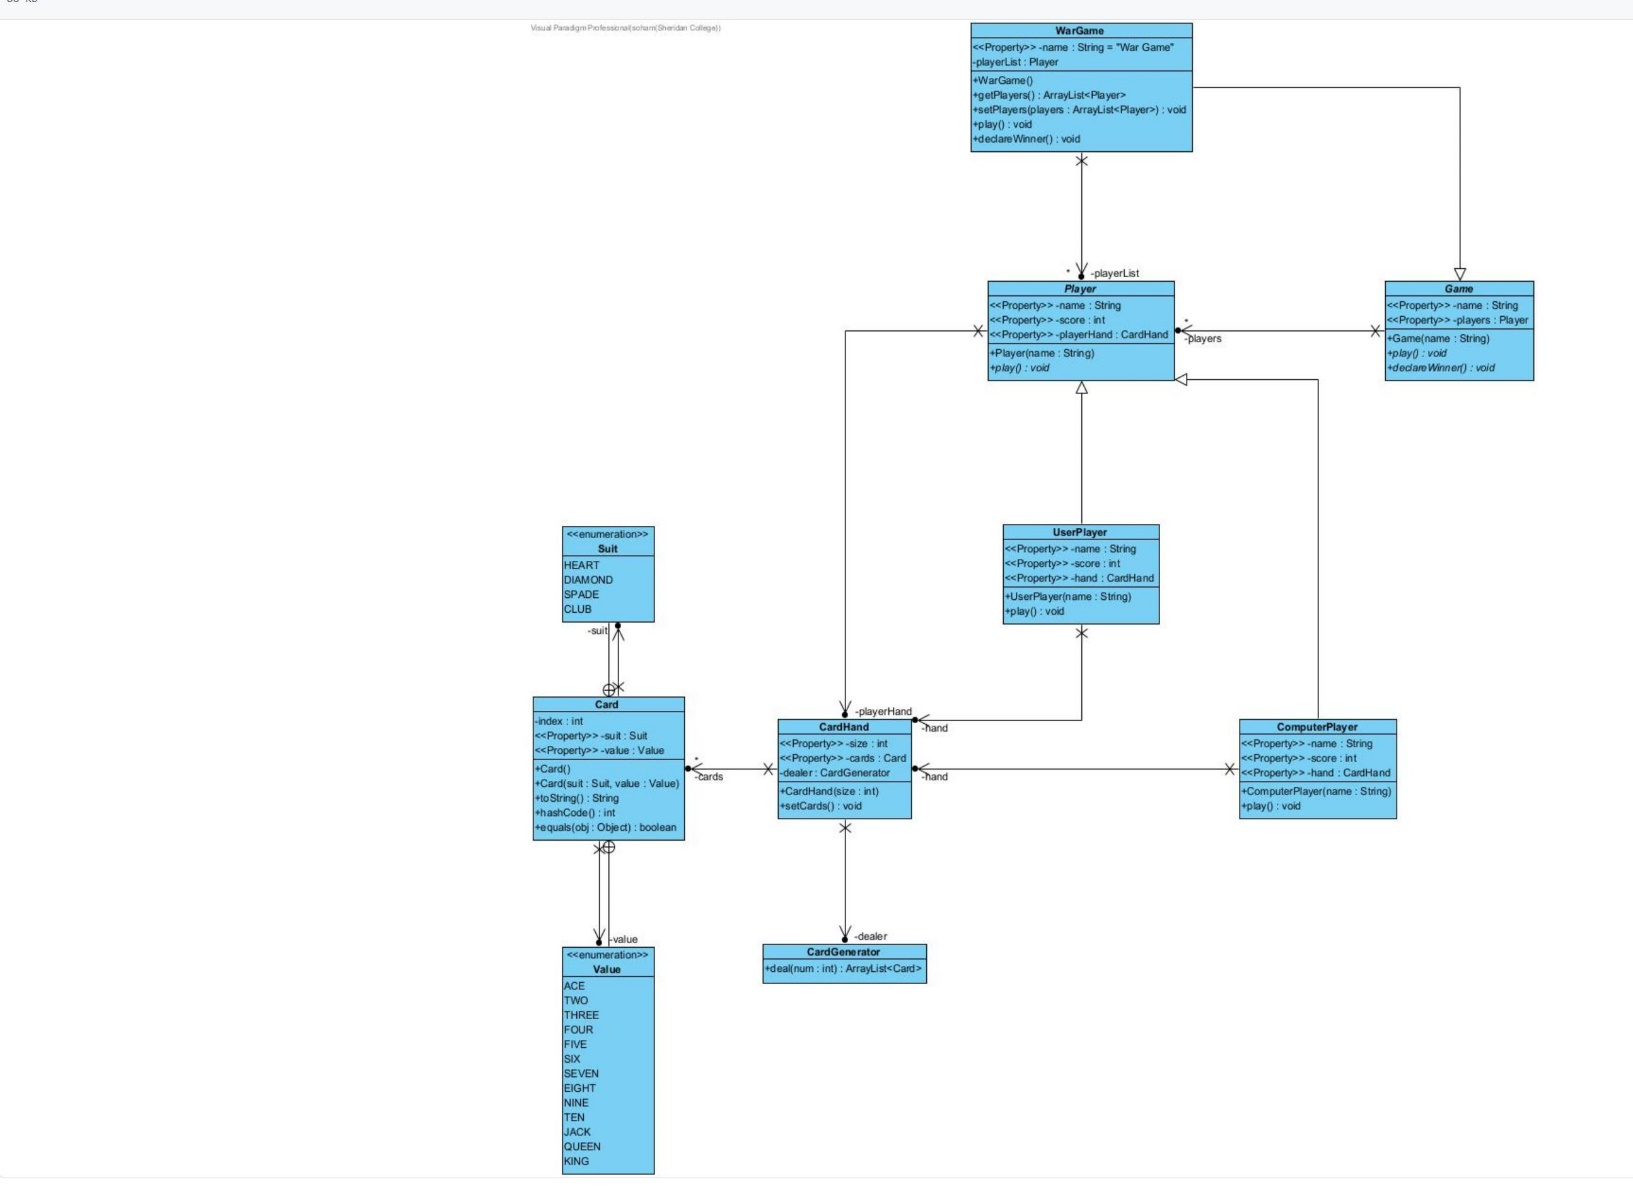 Visual Paradigm Professional(soham(Sheridan College))
WarGame
<<Property>> -name : String = "War Game"
-playerList : Player
+WarGame()
+getPlayers() : ArrayList<Player>
+setPlayers(players : ArrayList<Player>) : void
+play() : void
+declareWinner() : void
* -playerList
Player
<<Property>> -name : String
<<Property>> -score : int
<<Property>> -playerHand : CardHand
+Player(name : String)
+play() : void
*
-players
Game
<<Property>> -name : String
<<Property>> -players : Player
+Game(name : String)
+play() : void
+declareWinner() : void
<<enumeration>>
Suit
HEART
DIAMOND
SPADE
CLUB
-suit
UserPlayer
<<Property>> -name : String
<<Property>> -score : int
<<Property>> -hand : CardHand
+UserPlayer(name : String)
+play() : void
Card
-index : int
<<Property>> -suit : Suit
<<Property>> -value : Value
+Card()
+Card(suit : Suit, value : Value)
+toString() : String
+hashCode() : int
+equals(obj : Object) : boolean
*
-cards
-playerHand
CardHand
<<Property>> -size : int
<<Property>> -cards : Card
-dealer : CardGenerator
+CardHand(size : int)
+setCards() : void
-hand
-hand
ComputerPlayer
<<Property>> -name : String
<<Property>> -score : int
<<Property>> -hand : CardHand
+ComputerPlayer(name : String)
+play() : void
-value
<<enumeration>>
Value
ACE
TWO
THREE
FOUR
FIVE
SIX
SEVEN
EIGHT
NINE
TEN
JACK
QUEEN
KING
-dealer
CardGenerator
+deal(num : int) : ArrayList<Card>